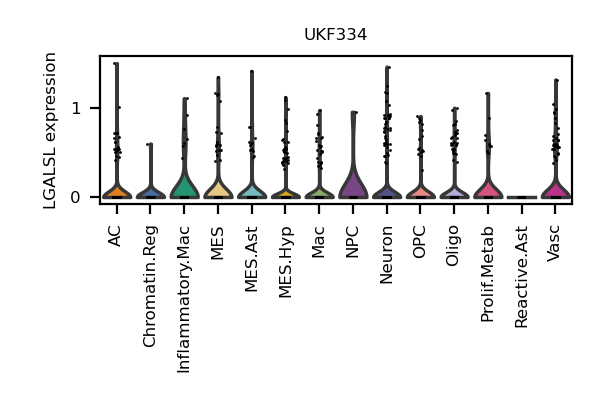 UKF334
LGALSL expression
1
0
AC
Chromatin.Reg
Inflammatory.Mac
MES
MES.Ast
MES.Hyp
Mac
NPC
Neuron
OPC
Oligo
Prolif.Metab
Reactive.Ast
Vasc